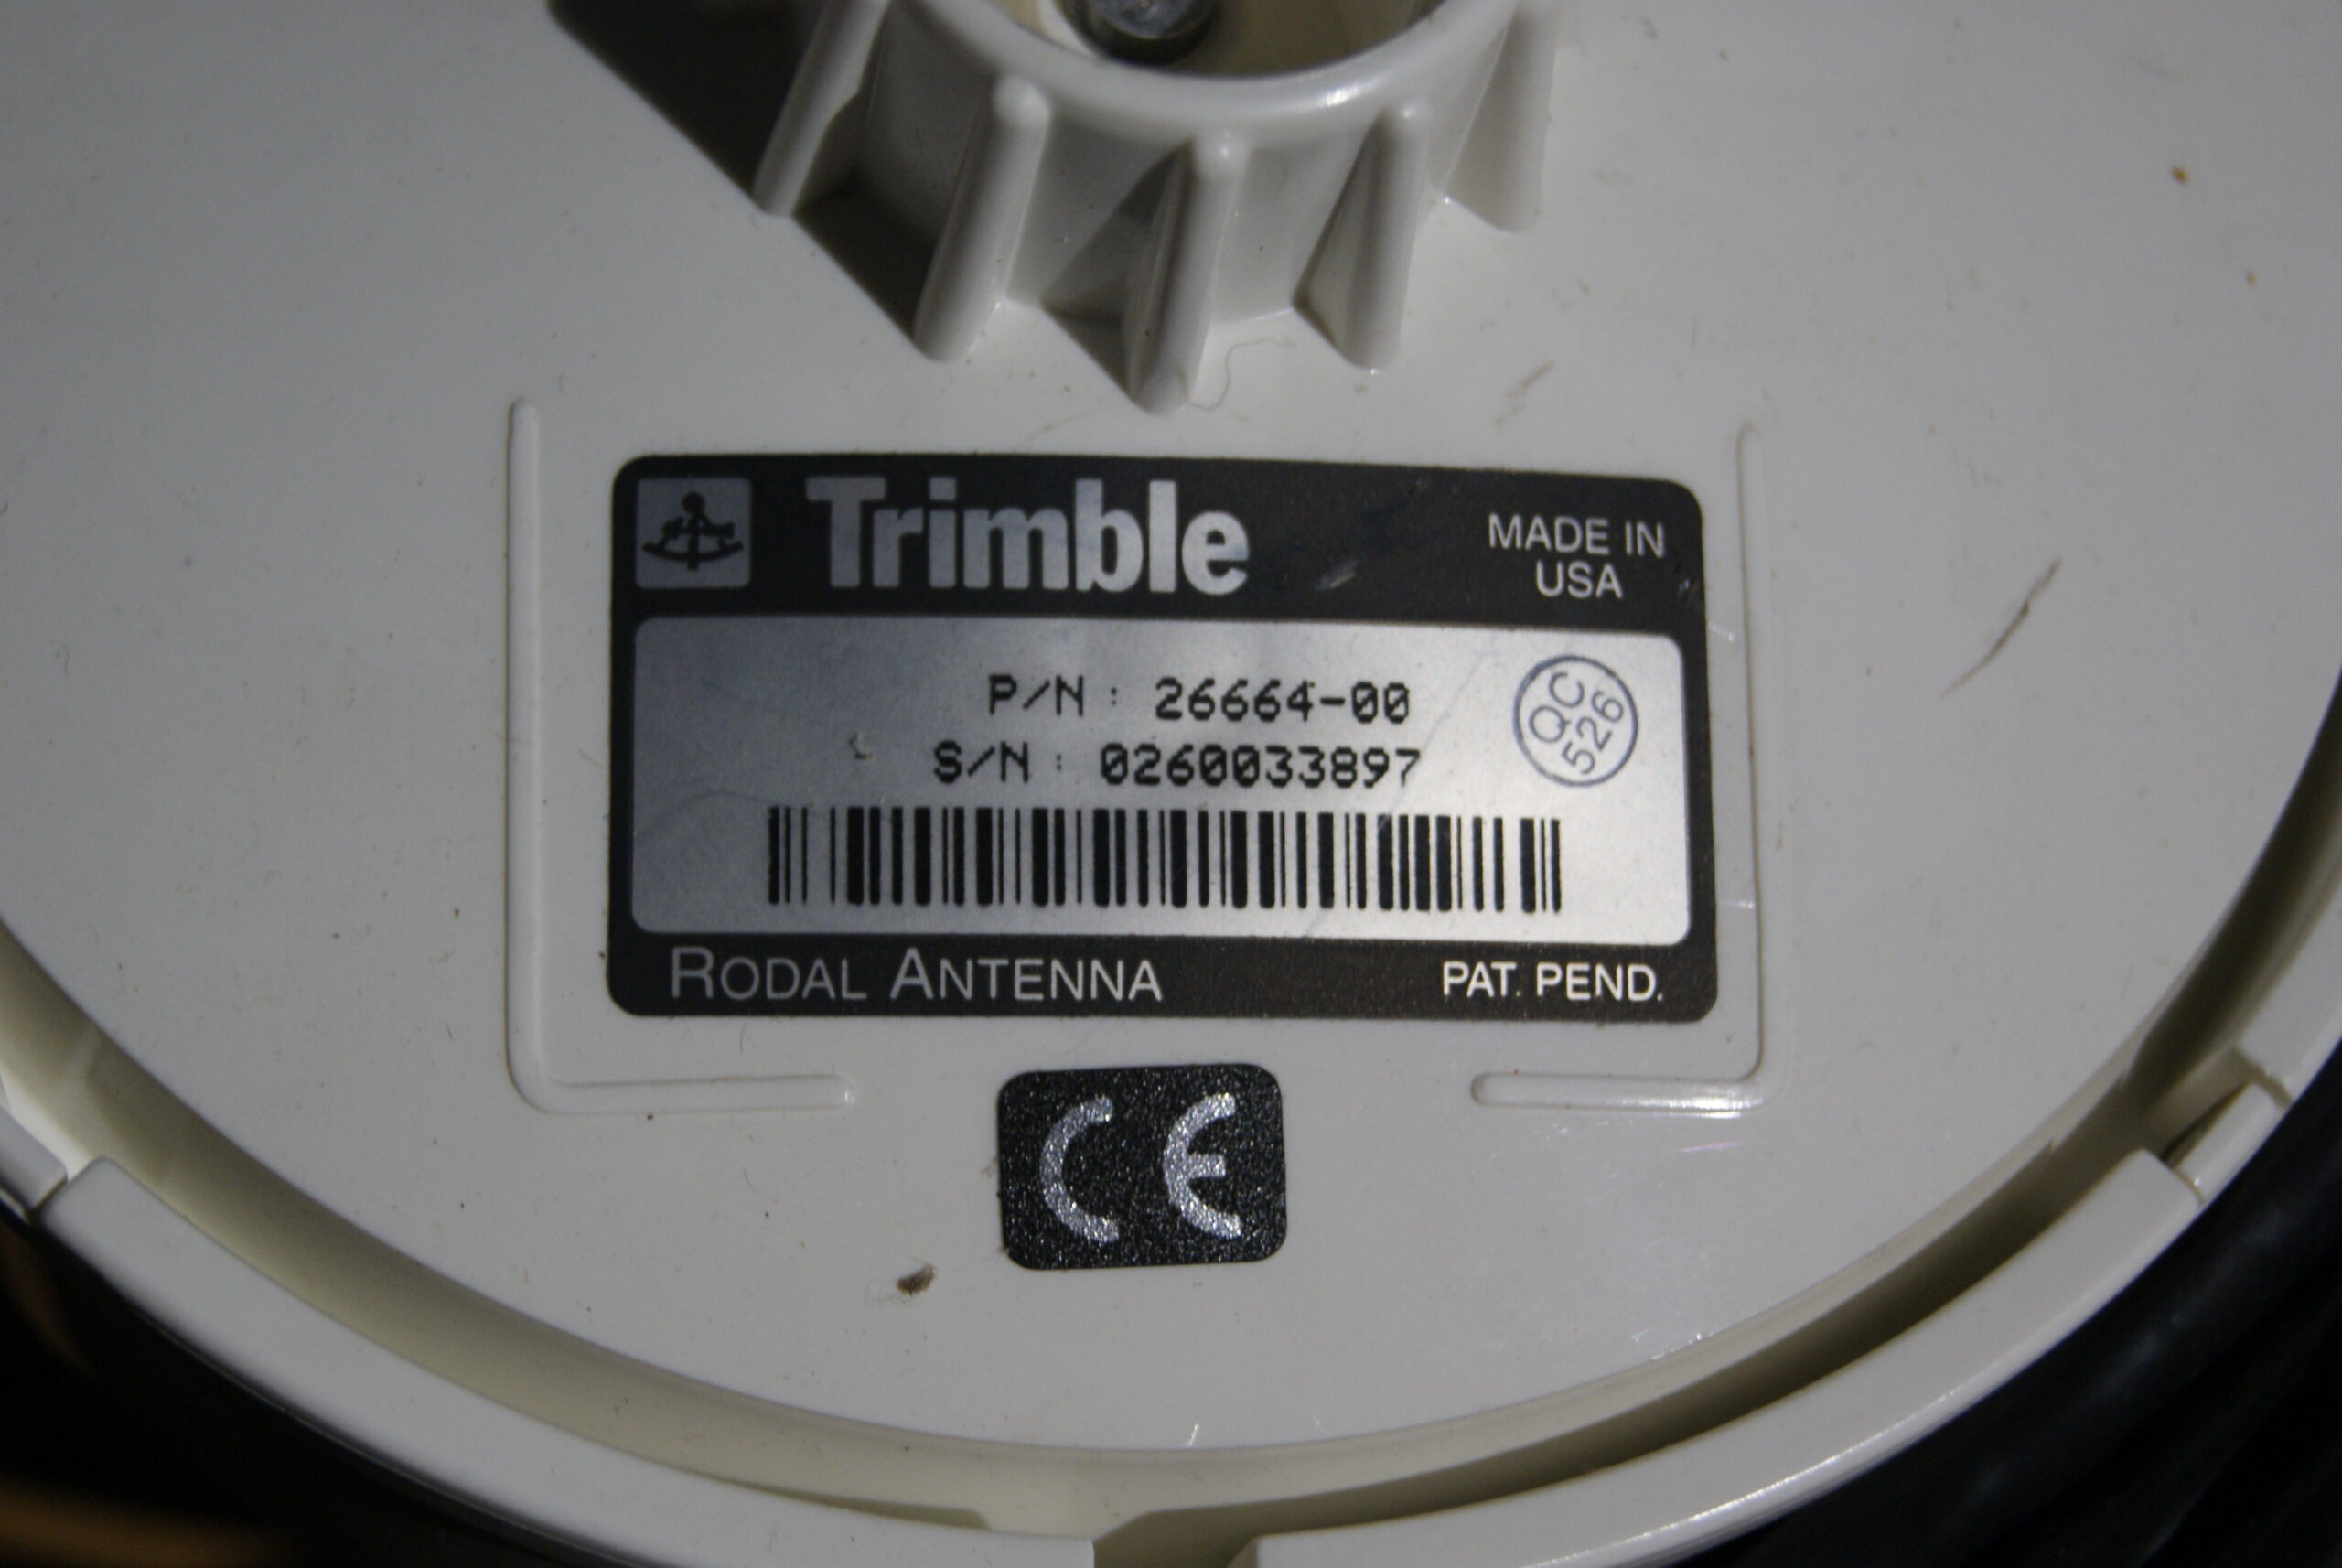 Trimble
MADE IN
USA
P/N: 26664-00
S/N: 0260033897
QC
526
RODAL ANTENNA
PAT. PEND.
CE